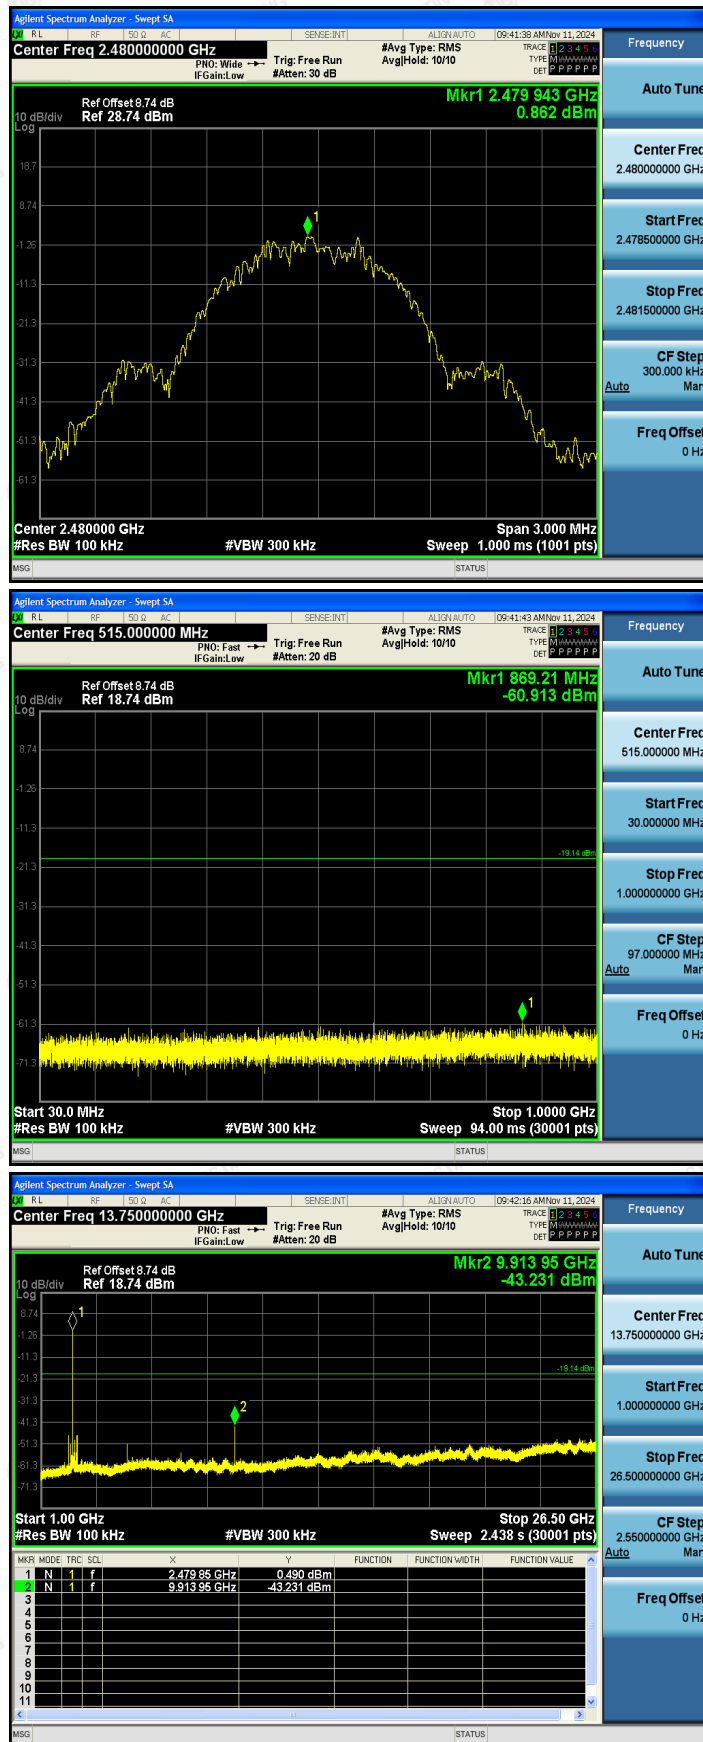 Agilent Spectrum Analyzer - Swept SA
LXI RL RF 50 Ω AC SENSE:INT ALIGNAUTO 09:41:38 AM Nov 11, 2024
Center Freq 2.480000000 GHz
PNO: Wide
IFGain:Low
Trig: Free Run
#Atten: 30 dB
#Avg Type: RMS
Avg|Hold: 10/10
TRACE 1 2 3 4 5 6
TYPE M W W W W W
DET P P P P P P
Frequency
Auto Tune
Ref Offset 8.74 dB
10 dB/div Ref 28.74 dBm
Log
Mkr1 2.479 943 GHz
0.862 dBm
18.7
8.74
-1.26
-11.3
-21.3
-31.3
-41.3
-51.3
-61.3
1
Center Freq
2.480000000 GHz
Start Freq
2.478500000 GHz
Stop Freq
2.481500000 GHz
CF Step
300.000 kHz
Auto Man
Freq Offset
0 Hz
Center 2.480000 GHz Span 3.000 MHz
#Res BW 100 kHz #VBW 300 kHz Sweep 1.000 ms (1001 pts)
MSG STATUS
Agilent Spectrum Analyzer - Swept SA
LXI RL RF 50 Ω AC SENSE:INT ALIGNAUTO 09:41:43 AM Nov 11, 2024
Center Freq 515.000000 MHz
PNO: Fast
IFGain:Low
Trig: Free Run
#Atten: 20 dB
#Avg Type: RMS
Avg|Hold: 10/10
TRACE 1 2 3 4 5 6
TYPE M W W W W W
DET P P P P P P
Frequency
Auto Tune
Ref Offset 8.74 dB
10 dB/div Ref 18.74 dBm
Log
Mkr1 869.21 MHz
-60.913 dBm
8.74
-1.26
-11.3
-21.3
-31.3
-41.3
-51.3
-61.3
-71.3
-19.14 dBm
1
Center Freq
515.000000 MHz
Start Freq
30.000000 MHz
Stop Freq
1.000000000 GHz
CF Step
97.000000 MHz
Auto Man
Freq Offset
0 Hz
Start 30.0 MHz Stop 1.0000 GHz
#Res BW 100 kHz #VBW 300 kHz Sweep 94.00 ms (30001 pts)
MSG STATUS
Agilent Spectrum Analyzer - Swept SA
LXI RL RF 50 Ω AC SENSE:INT ALIGNAUTO 09:42:16 AM Nov 11, 2024
Center Freq 13.750000000 GHz
PNO: Fast
IFGain:Low
Trig: Free Run
#Atten: 20 dB
#Avg Type: RMS
Avg|Hold: 10/10
TRACE 1 2 3 4 5 6
TYPE M W W W W W
DET P P P P P P
Frequency
Auto Tune
Ref Offset 8.74 dB
10 dB/div Ref 18.74 dBm
Log
Mkr2 9.913 95 GHz
-43.231 dBm
8.74
-1.26
-11.3
-21.3
-31.3
-41.3
-51.3
-61.3
-71.3
-19.14 dBm
1
2
Center Freq
13.750000000 GHz
Start Freq
1.000000000 GHz
Stop Freq
26.500000000 GHz
CF Step
2.550000000 GHz
Auto Man
Freq Offset
0 Hz
Start 1.00 GHz Stop 26.50 GHz
#Res BW 100 kHz #VBW 300 kHz Sweep 2.438 s (30001 pts)
MKR MODE TRC SCL X Y FUNCTION FUNCTION WIDTH FUNCTION VALUE
1 N 1 f 2.479 85 GHz 0.490 dBm
2 N 1 f 9.913 95 GHz -43.231 dBm
3
4
5
6
7
8
9
10
11
MSG STATUS